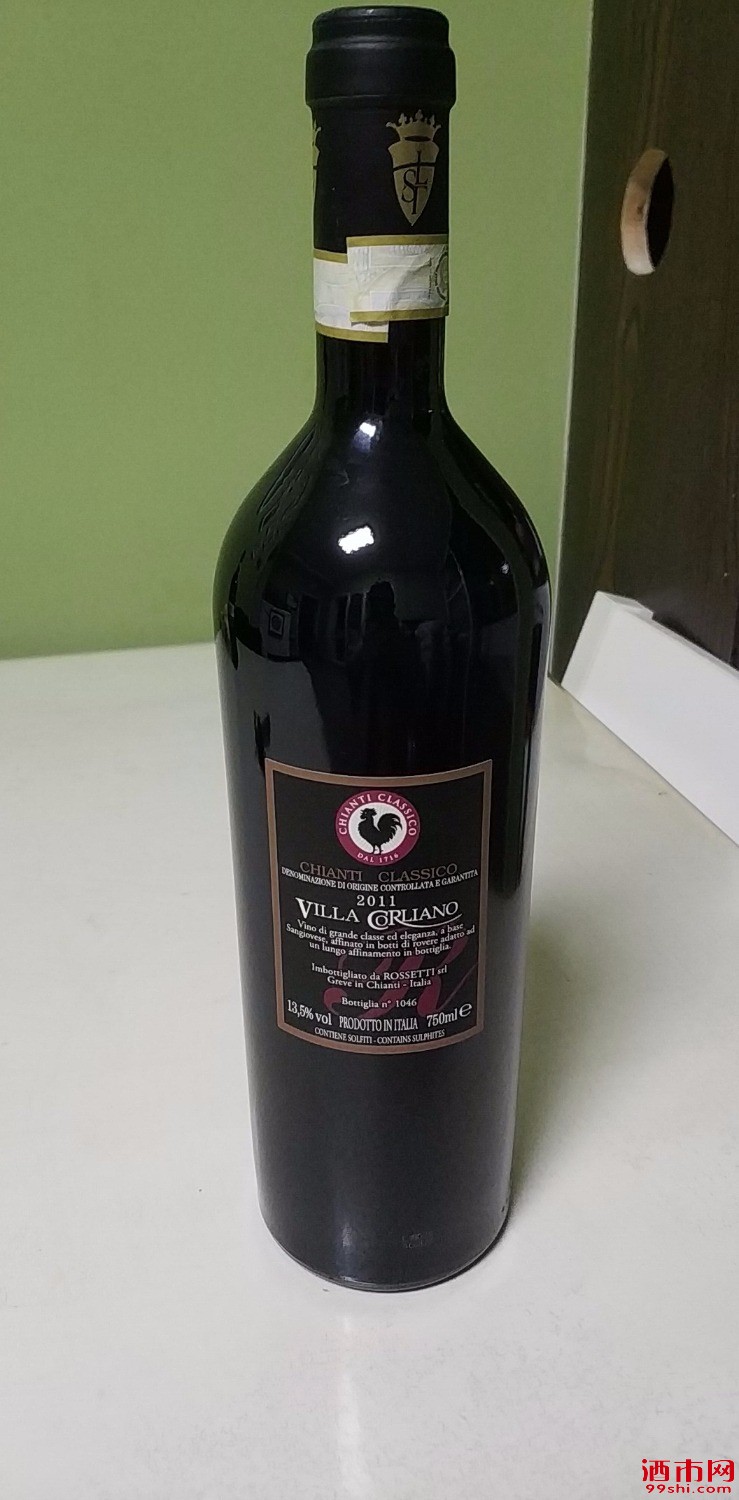 SLF
CHIANTI CLASSICO
DAL 1716
CHIANTI CLASSICO
DENOMINAZIONE DI ORIGINE CONTROLLATA E GARANTITA
2011
VILLA CORLIANO
Vino di grande classe ed eleganza, a base
Sangiovese, affinato in botti di rovere adatto ad
un lungo affinamento in bottiglia.
Imbottigliato da ROSSETTI srl
Greve in Chianti - Italia
Bottiglia n° 1046
13,5% vol PRODOTTO IN ITALIA 750ml e
CONTIENE SOLFITI - CONTAINS SULPHITES
酒市网
99shi.com